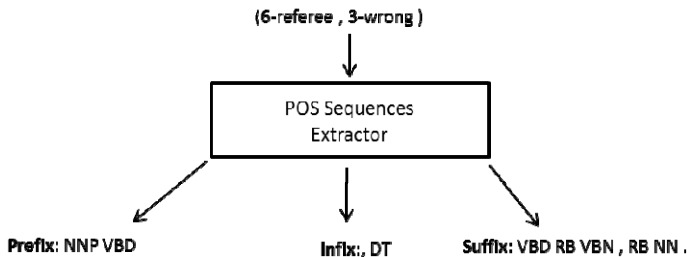 (6-referee , 3-wrong )
POS Sequences
Extractor
Prefix: NNP VBD
Infix:, DT
Suffix: VBD RB VBN , RB NN .